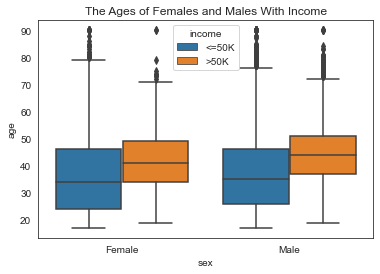 The Ages of Females and Males With Income
90
80
70
60
50
40
30
20
age
income
<=50K
>50K
Female
Male
sex